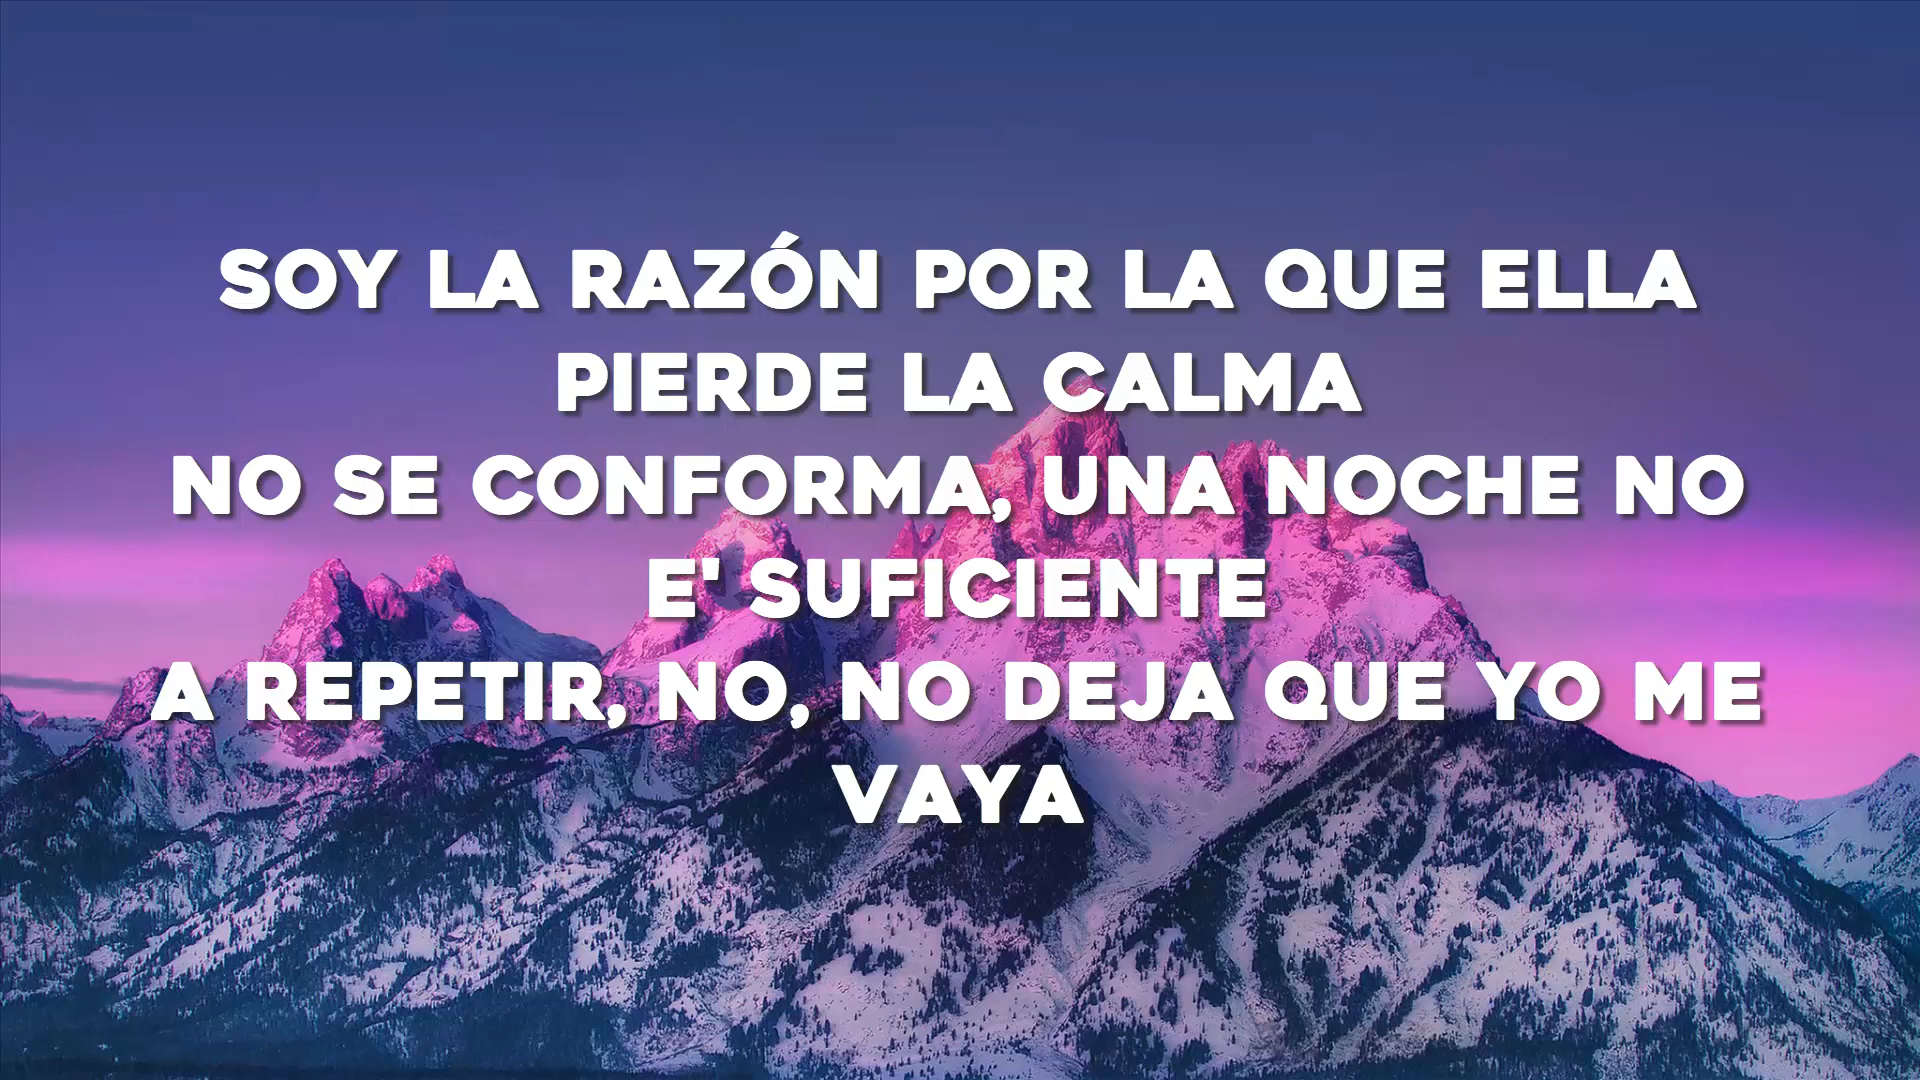 SOY LA RAZÓN POR LA QUE ELLA
PIERDE LA CALMA
NO SE CONFORMA, UNA NOCHE NO
E' SUFICIENTE
A REPETIR, NO, NO DEJA QUE YO ME
VAYA